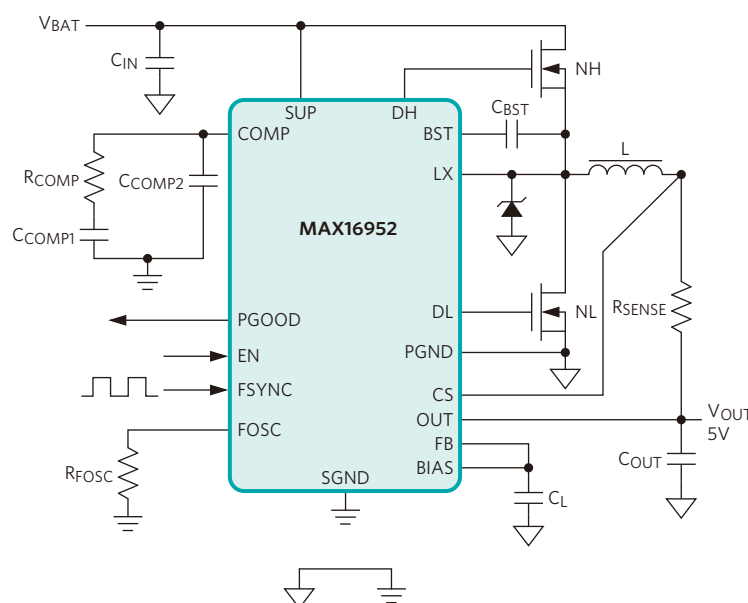 VBAT
CIN
NH
SUP
DH
CBST
COMP
BST
L
RCOMP
CCOMP2
LX
CCOMP1
MAX16952
PGOOD
DL
NL
RSENSE
EN
PGND
FSYNC
CS
OUT
VOUT
5V
FOSC
FB
RFOSC
BIAS
COUT
SGND
CL